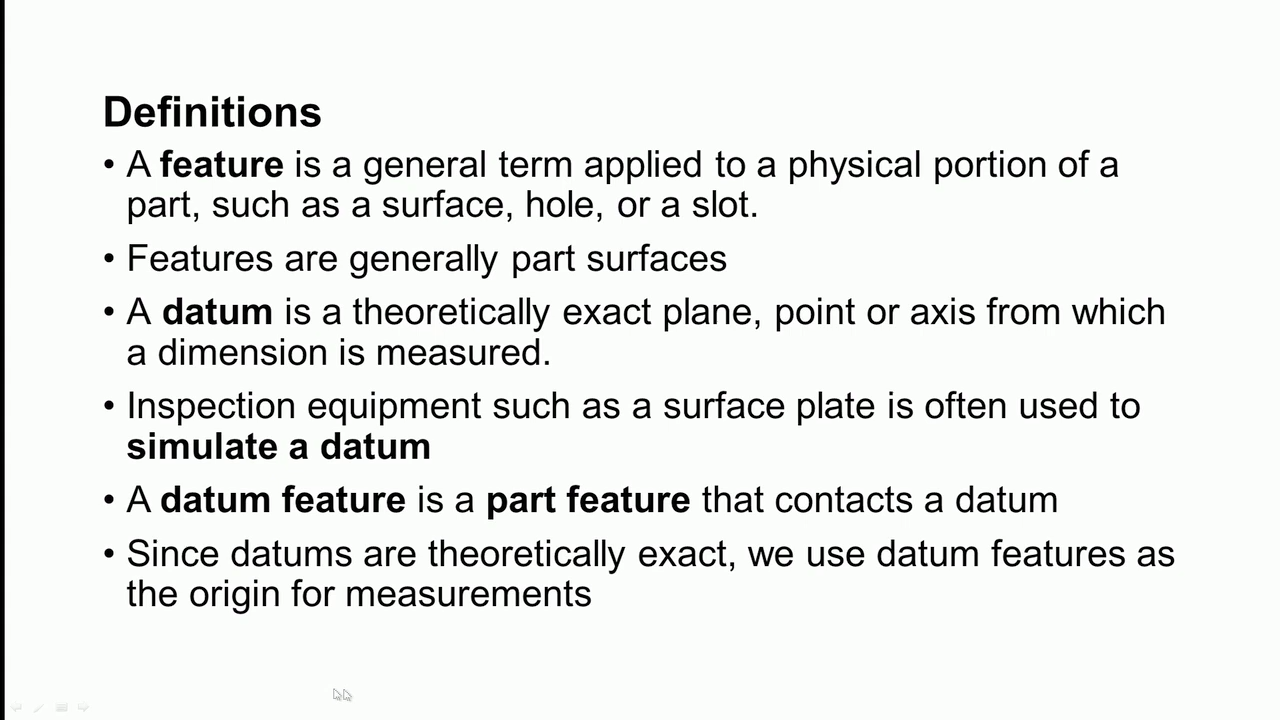 Definitions
• A feature is a general term applied to a physical portion of a
part, such as a surface, hole, or a slot.
• Features are generally part surfaces
• A datum is a theoretically exact plane, point or axis from which
a dimension is measured.
• Inspection equipment such as a surface plate is often used to
simulate a datum
• A datum feature is a part feature that contacts a datum
• Since datums are theoretically exact, we use datum features as
the origin for measurements